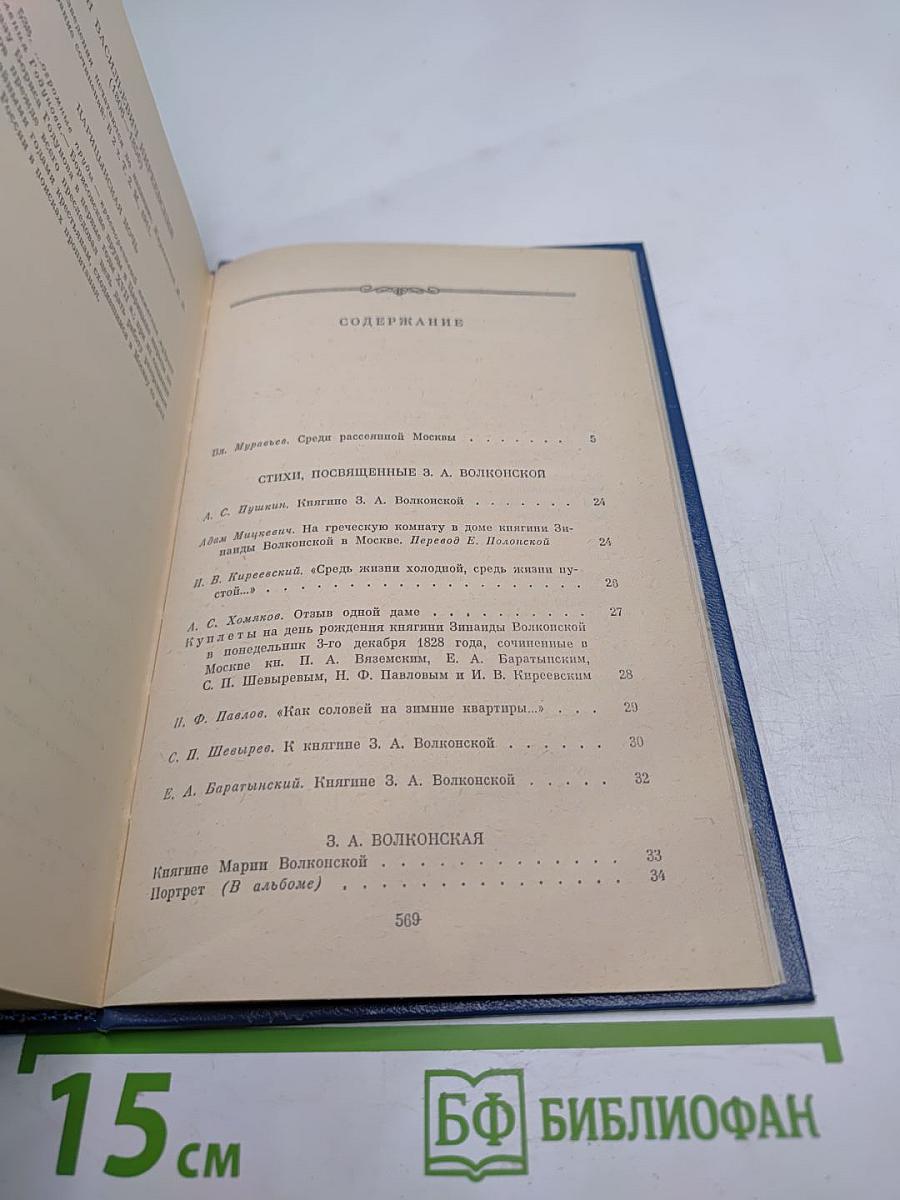 ЦАРИЦЫНСКАЯ НОЧЬ
поисках пропитания.
СОДЕРЖАНИЕ
Вл. Муравьев. Среди рассеянной Москвы . . . . . . . 5
СТИХИ, ПОСВЯЩЕННЫЕ З. А. ВОЛКОНСКОЙ
А. С. Пушкин. Княгине З. А. Волконской . . . . . . . 24
Адам Мицкевич. На греческую комнату в доме княгини Зи-
наиды Волконской в Москве. Перевод Е. Полонской 24
И. В. Киреевский. «Средь жизни холодной, средь жизни пу-
стой...» . . . . . . . . . . . . . . . . . . . 26
А. С. Хомяков. Отзыв одной даме . . . . . . . . . . 27
Куплеты на день рождения княгини Зинаиды Волконской
в понедельник 3-го декабря 1828 года, сочиненные в
Москве кн. П. А. Вяземским, Е. А. Баратынским,
С. П. Шевыревым, Н. Ф. Павловым и И. В. Киреевским 28
Н. Ф. Павлов. «Как соловей на зимние квартиры...» . . . 29
С. П. Шевырев. К княгине З. А. Волконской . . . . . . 30
Е. А. Баратынский. Княгине З. А. Волконской . . . . . 32
З. А. ВОЛКОНСКАЯ
Княгине Марии Волконской . . . . . . . . . . . . . 33
Портрет (В альбоме) . . . . . . . . . . . . . . . 34
569
15 см
БФ БИБЛИОФАН